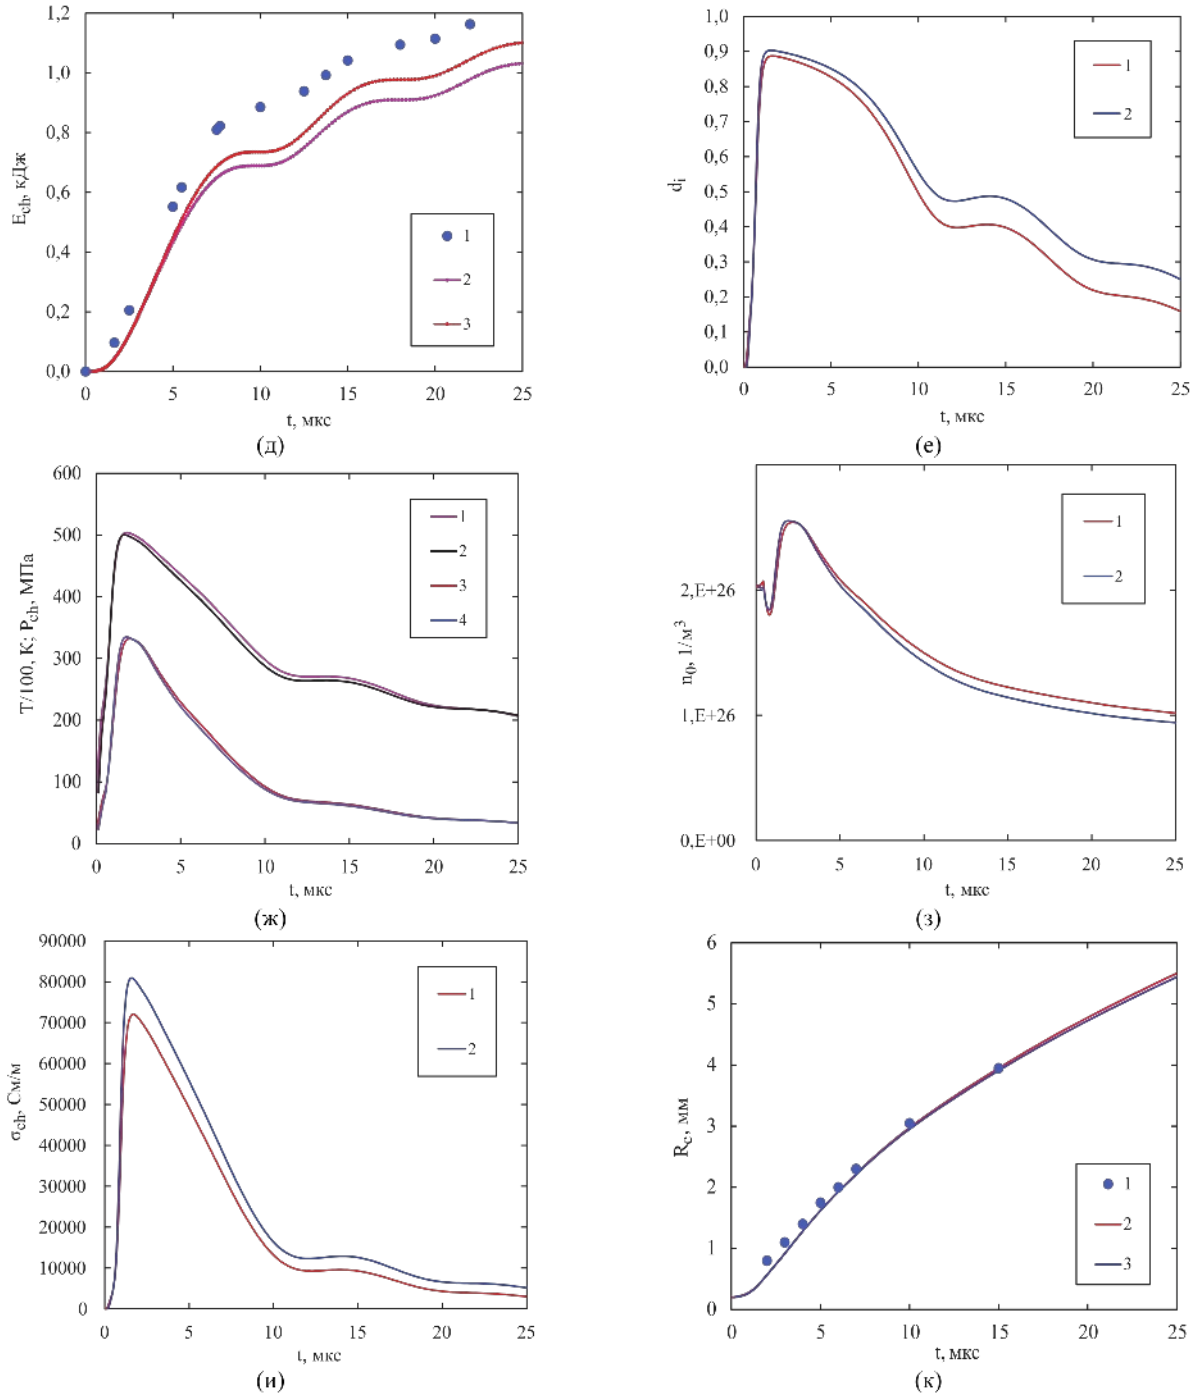 1,2
1,0
0,8
0,6
0,4
0,2
0,0
E_ch, кДж
1
2
3
0 5 10 15 20 25
t, мкс
(д)
1,0
0,9
0,8
0,7
0,6
0,5
0,4
0,3
0,2
0,1
0,0
d_i
1
2
0 5 10 15 20 25
t, мкс
(е)
600
500
400
300
200
100
0
T/100, К; P_ch, МПа
1
2
3
4
0 5 10 15 20 25
t, мкс
(ж)
2,E+26
1,E+26
0,E+00
n_0, 1/м^3
1
2
0 5 10 15 20 25
t, мкс
(з)
90000
80000
70000
60000
50000
40000
30000
20000
10000
0
σ_ch, См/м
1
2
0 5 10 15 20 25
t, мкс
(и)
6
5
4
3
2
1
0
R_c, мм
1
2
3
0 5 10 15 20 25
t, мкс
(к)